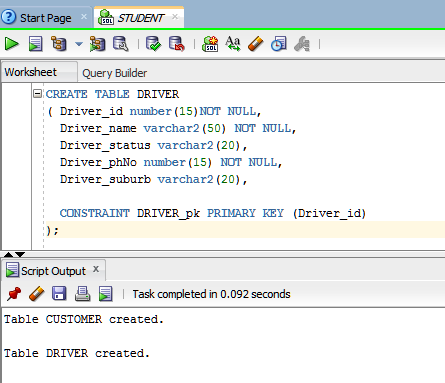 Start Page
STUDENT
Worksheet
Query Builder
CREATE TABLE DRIVER
( Driver_id number(15)NOT NULL,
Driver_name varchar2(50) NOT NULL,
Driver_status varchar2(20),
Driver_phNo number(15) NOT NULL,
Driver_suburb varchar2(20),
CONSTRAINT DRIVER_pk PRIMARY KEY (Driver_id)
);
Script Output
Task completed in 0.092 seconds
Table CUSTOMER created.
Table DRIVER created.